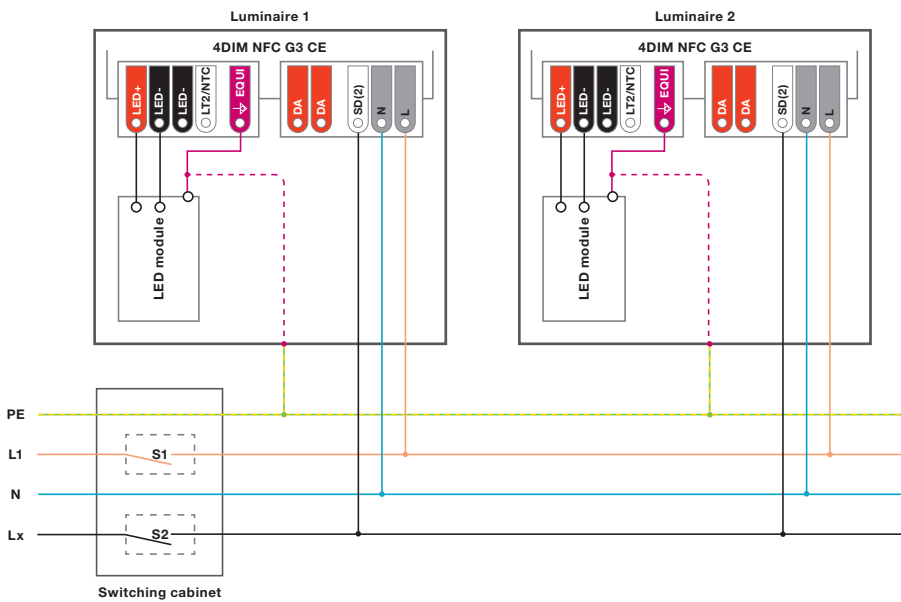 Luminaire 1
Luminaire 2
4DIM NFC G3 CE
4DIM NFC G3 CE
LED+
LED-
LED-
LT2/NTC
EQUI
DA
DA
SD(2)
N
L
LED+
LED-
LED-
LT2/NTC
EQUI
DA
DA
SD(2)
N
L
LED module
LED module
PE
L1
S1
N
Lx
S2
Switching cabinet